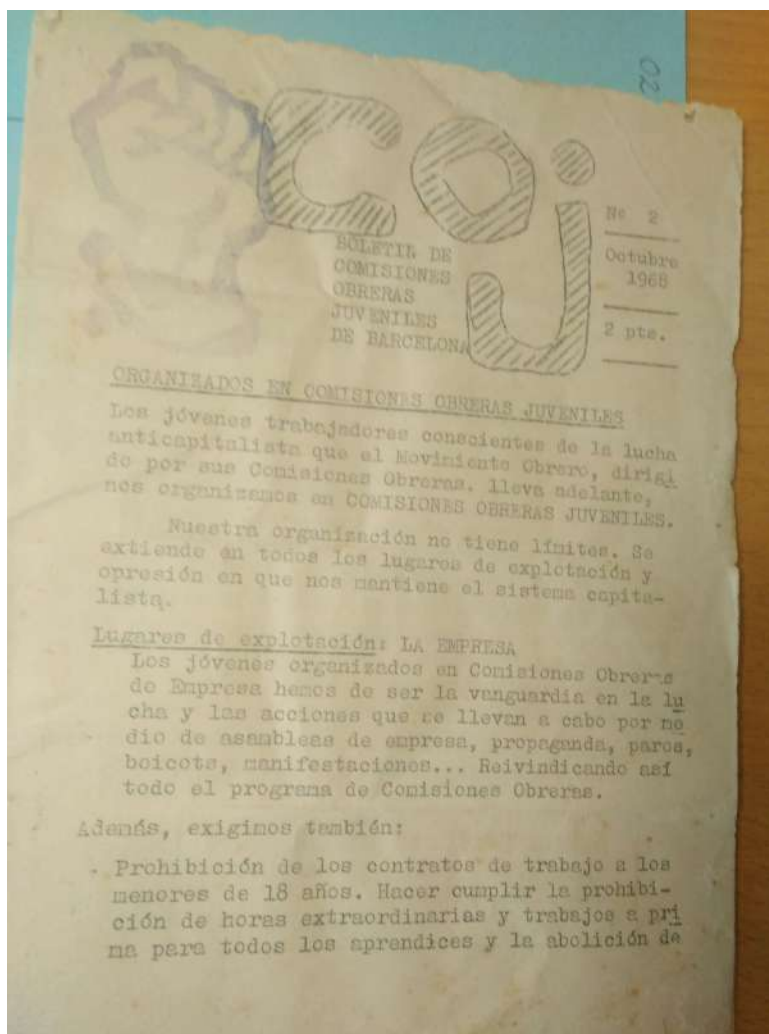 02
coj
Nº 2
Octubre
1968
2 pts.
BOLETIN DE
COMISIONES
OBRERAS
JUVENILES
DE BARCELONA
ORGANIZADOS EN COMISIONES OBRERAS JUVENILES
Los jóvenes trabajadores conscientes de la lucha
anticapitalista que el Movimiento Obrero, dirigi
do por sus Comisiones Obreras. lleva adelante,
nos organizamos en COMISIONES OBRERAS JUVENILES.
Nuestra organización no tiene límites. Se
extiende en todos los lugares de explotación y
opresión en que nos mantiene el sistema capita-
lista.
Lugares de explotación: LA EMPRESA
Los jóvenes organizados en Comisiones Obreras
de Empresa hemos de ser la vanguardia en la lu
cha y las acciones que se llevan a cabo por me
dio de asambleas de empresa, propaganda, paros,
boicots, manifestaciones... Reivindicando así
todo el programa de Comisiones Obreras.
Además, exigimos también:
- Prohibición de los contratos de trabajo a los
menores de 18 años. Hacer cumplir la prohibi-
ción de horas extraordinarias y trabajos a pri
ma para todos los aprendices y la abolición de